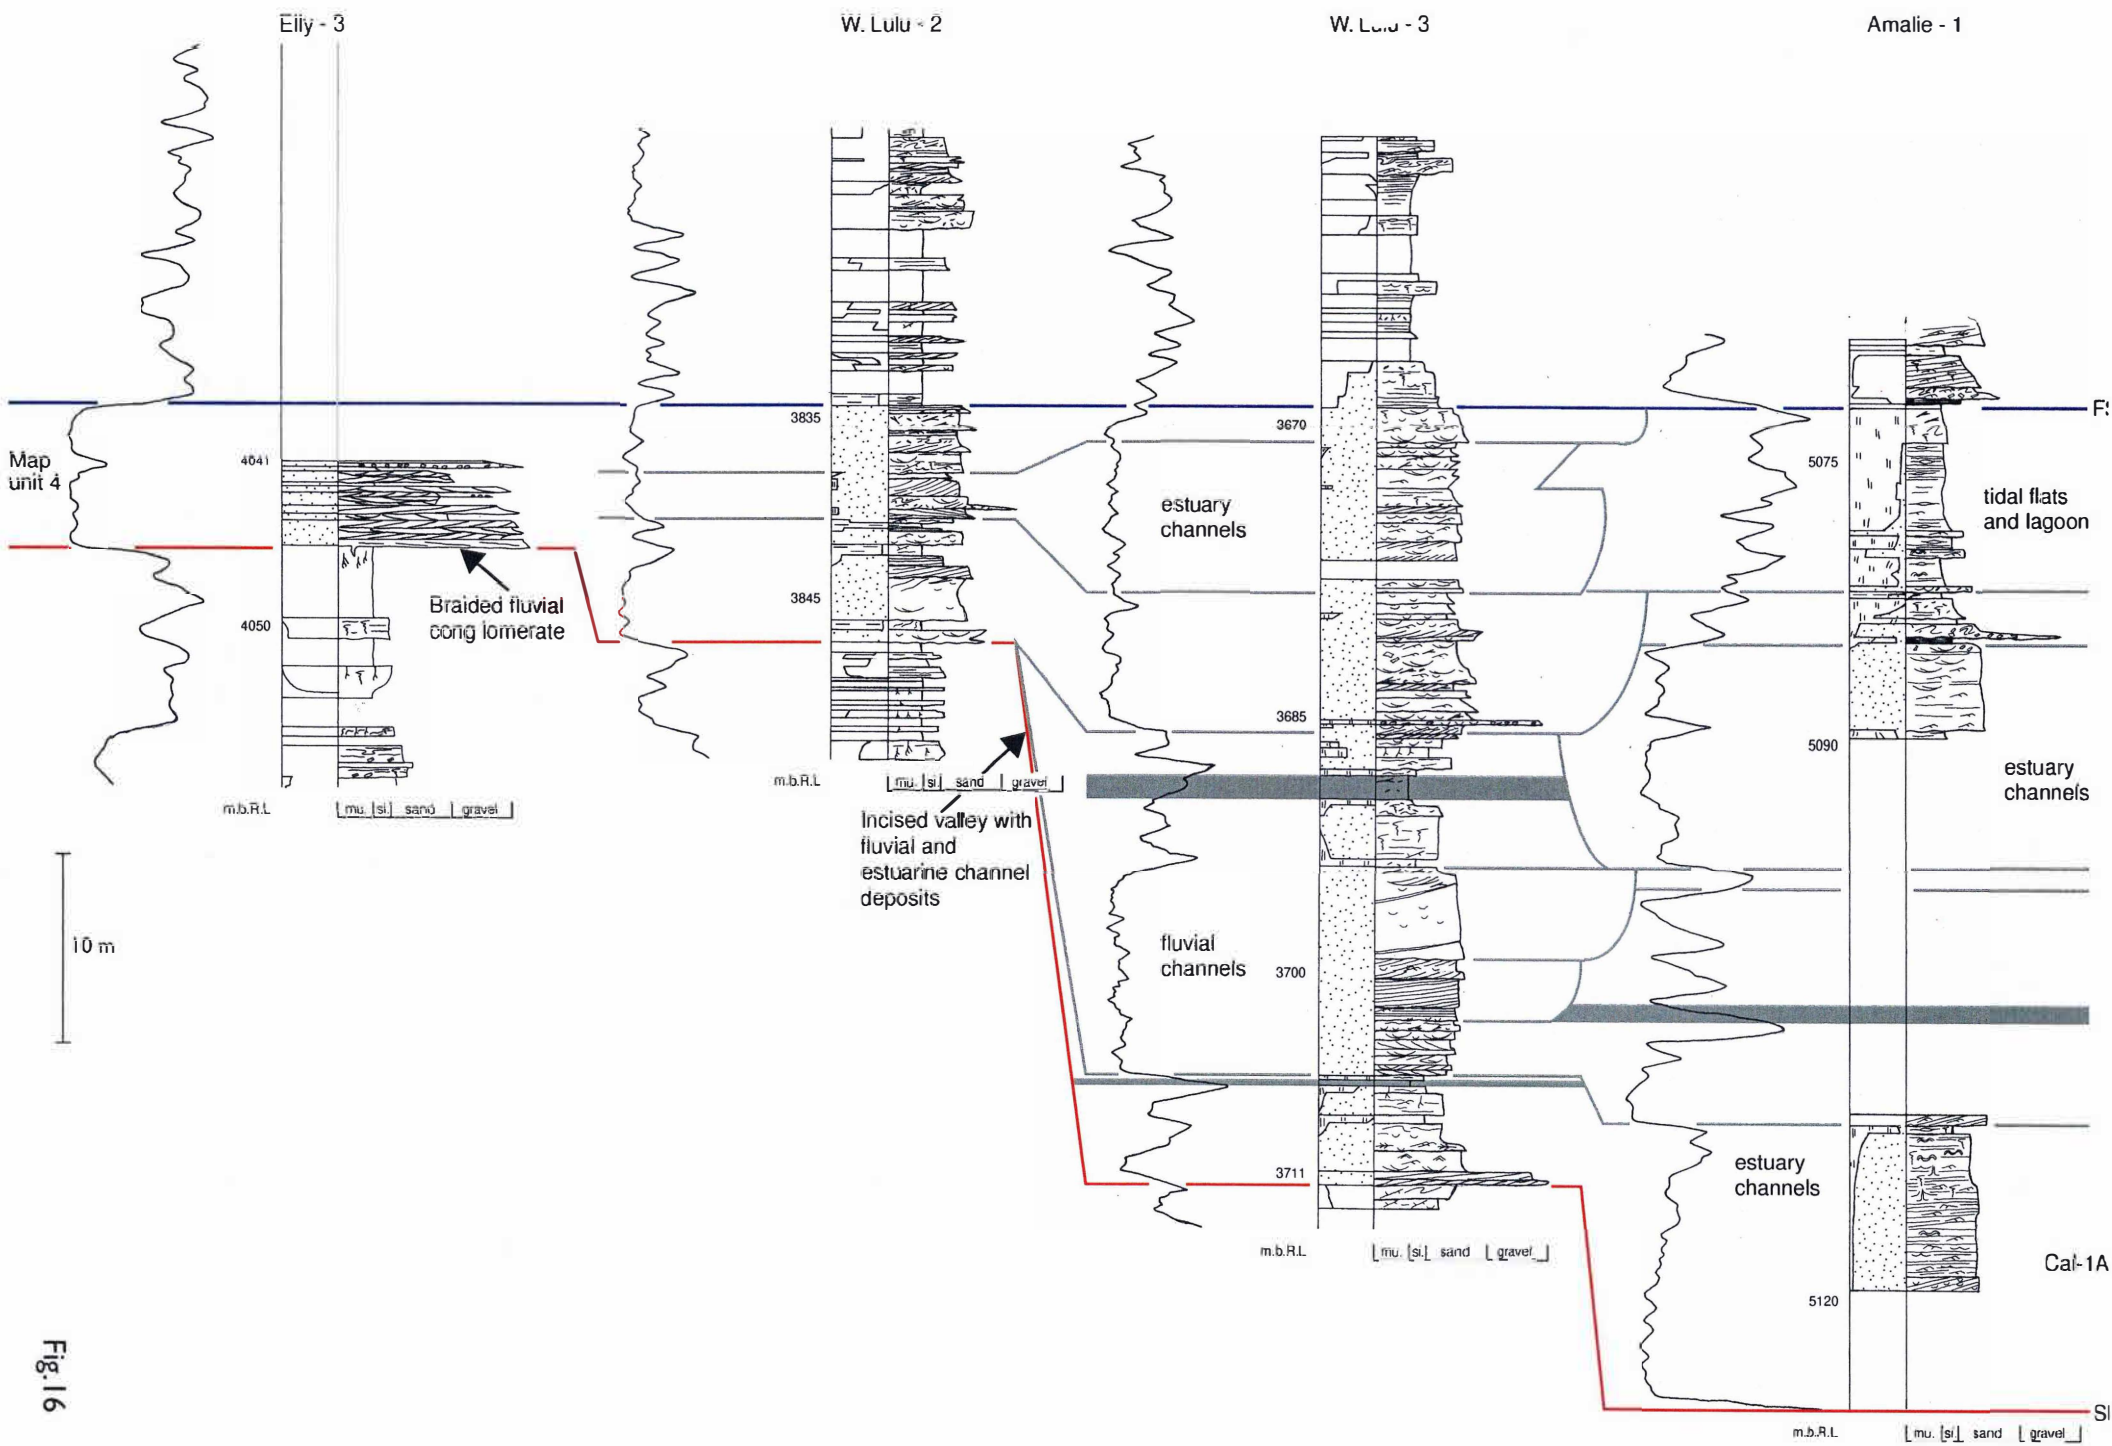 Elly - 3
W. Lulu - 2
W. Lulu - 3
Amalie - 1
Map
unit 4
4041
4050
Braided fluvial
cong lomerate
m.b.R.L
mu. si. sand gravel
10 m
3835
3845
m.b.R.L
mu. si sand gravel
Incised valley with
fluvial and
estuarine channel
deposits
estuary
channels
fluvial
channels
3670
3685
3700
3711
m.b.R.L
mu. si. sand gravel
5075
5090
5120
tidal flats
and lagoon
estuary
channels
estuary
channels
Cal-1A
m.b.R.L
mu. si. sand gravel
Fig. 16